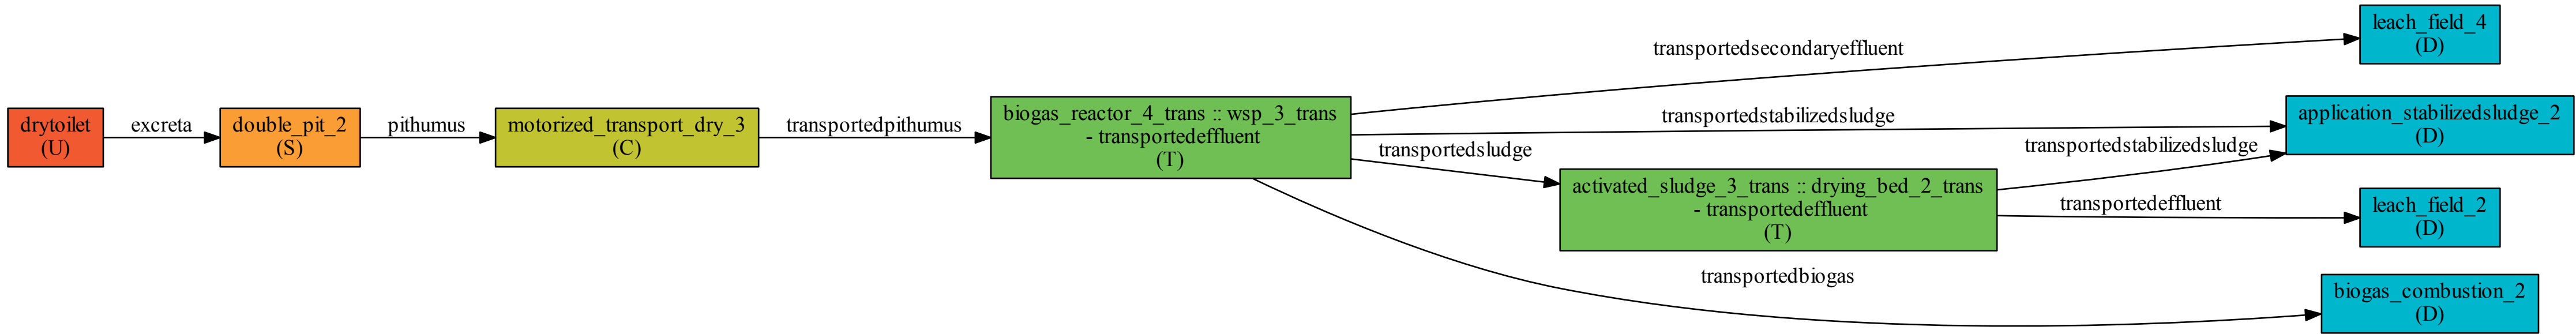 drytoilet
(U)
excreta
double_pit_2
(S)
pithumus
motorized_transport_dry_3
(C)
transportedpithumus
biogas_reactor_4_trans :: wsp_3_trans
- transportedeffluent
(T)
transportedsecondaryeffluent
transportedstabilizedsludge
transportedsludge
transportedbiogas
activated_sludge_3_trans :: drying_bed_2_trans
- transportedeffluent
(T)
transportedstabilizedsludge
transportedeffluent
leach_field_4
(D)
application_stabilizedsludge_2
(D)
leach_field_2
(D)
biogas_combustion_2
(D)